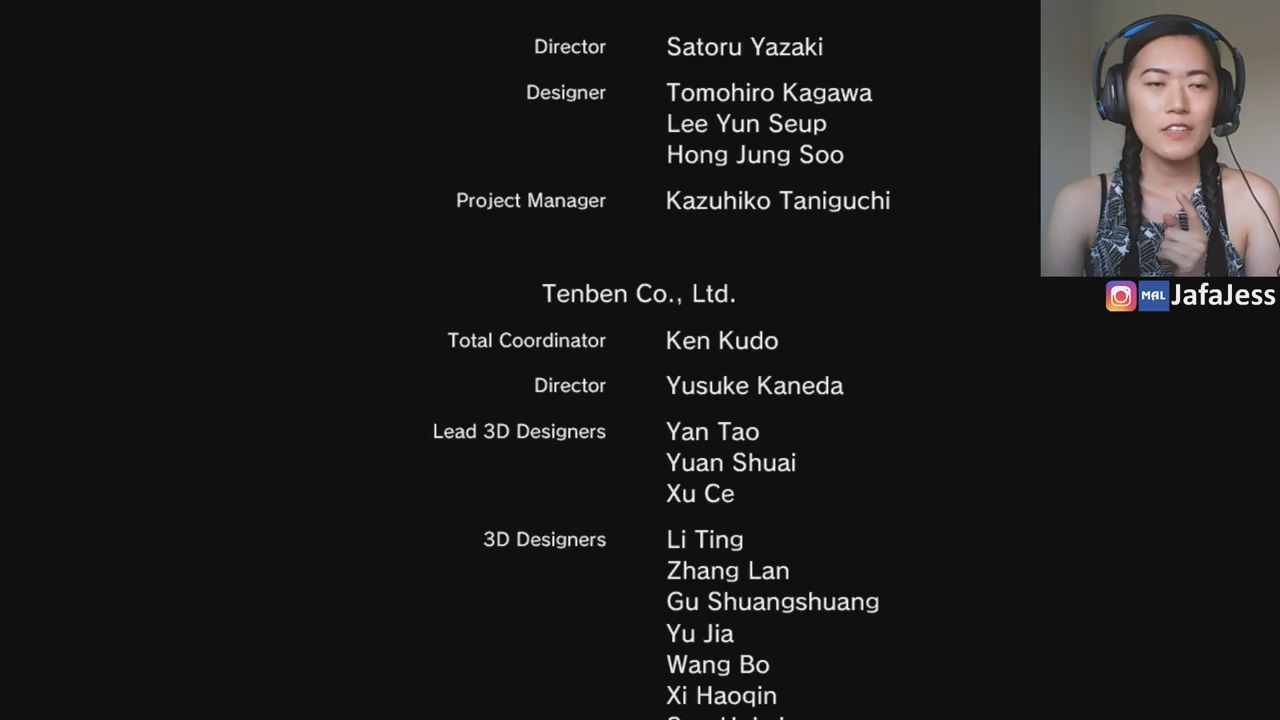 Director Satoru Yazaki
Designer Tomohiro Kagawa
Lee Yun Seup
Hong Jung Soo
Project Manager Kazuhiko Taniguchi
MAL JafaJess
Tenben Co., Ltd.
Total Coordinator Ken Kudo
Director Yusuke Kaneda
Lead 3D Designers Yan Tao
Yuan Shuai
Xu Ce
3D Designers Li Ting
Zhang Lan
Gu Shuangshuang
Yu Jia
Wang Bo
Xi Haoqin